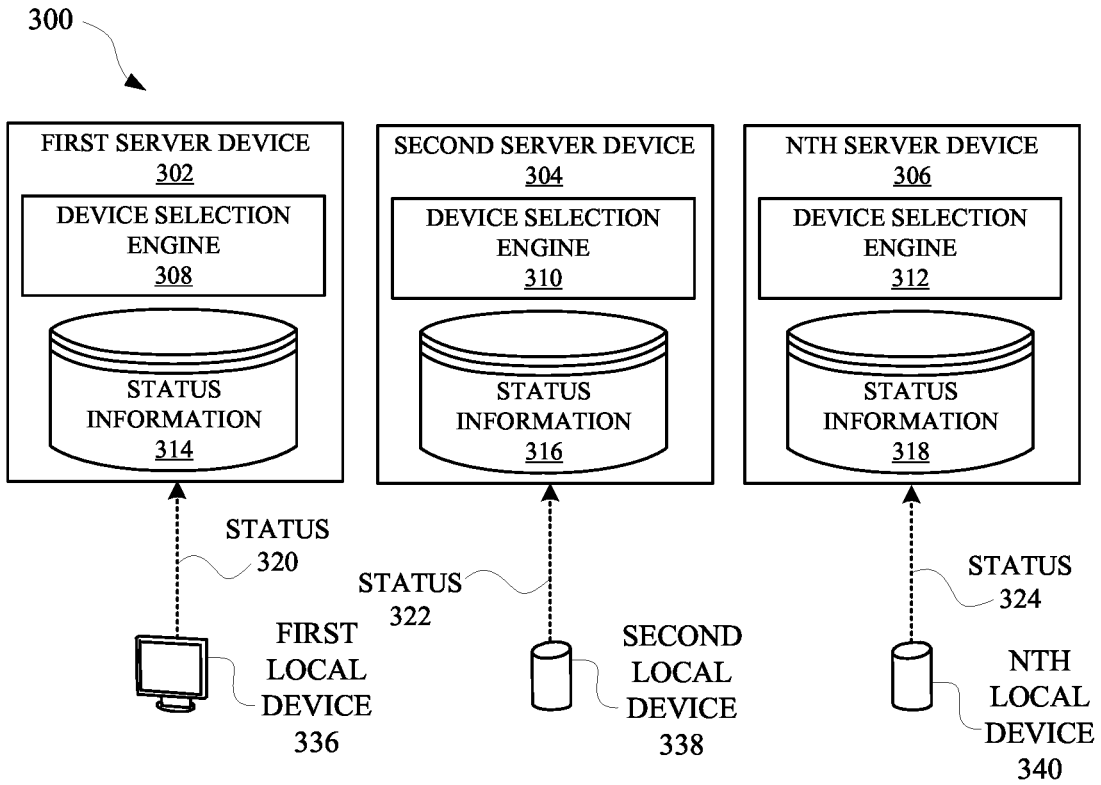 300
FIRST SERVER DEVICE
302
DEVICE SELECTION
ENGINE
308
STATUS
INFORMATION
314
SECOND SERVER DEVICE
304
DEVICE SELECTION
ENGINE
310
STATUS
INFORMATION
316
NTH SERVER DEVICE
306
DEVICE SELECTION
ENGINE
312
STATUS
INFORMATION
318
STATUS
320
STATUS
322
STATUS
324
FIRST
LOCAL
DEVICE
336
SECOND
LOCAL
DEVICE
338
NTH
LOCAL
DEVICE
340